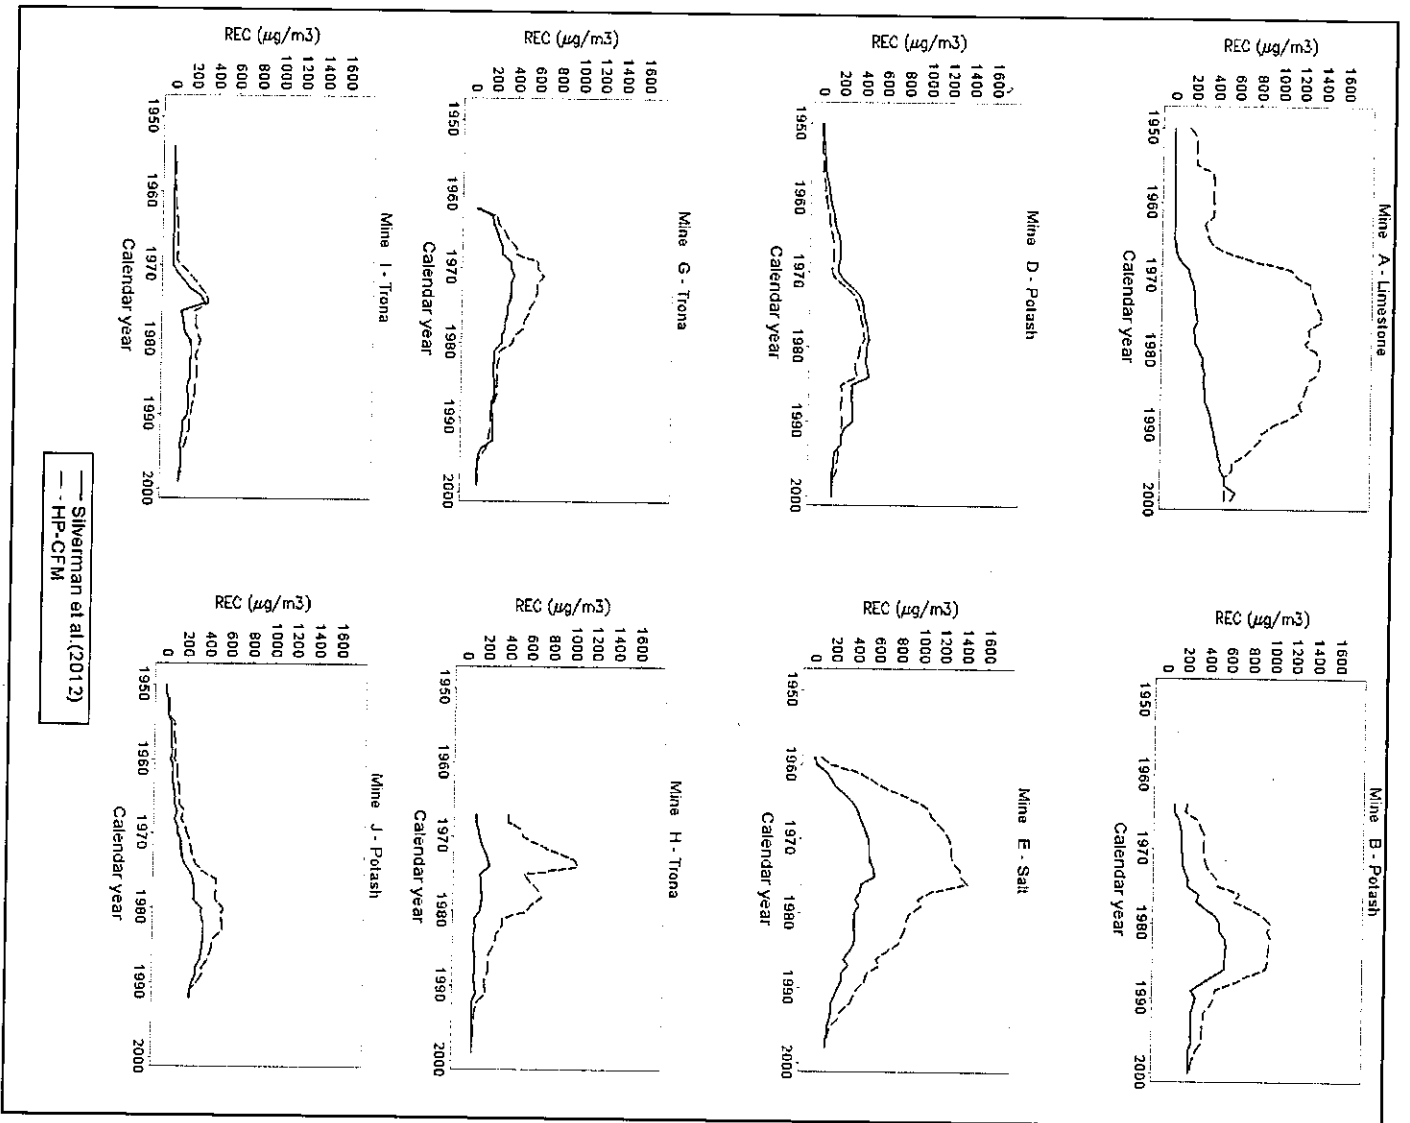 Mine A - Limestone
REC (µg/m3)
1600
1400
1200
1000
800
600
400
200
0
1950 1960 1970 1980 1990 2000
Calendar year
Mine B - Potash
REC (µg/m3)
1600
1400
1200
1000
800
600
400
200
0
1950 1960 1970 1980 1990 2000
Calendar year
Mine D - Potash
REC (µg/m3)
1600
1400
1200
1000
800
600
400
200
0
1950 1960 1970 1980 1990 2000
Calendar year
Mine E - Salt
REC (µg/m3)
1600
1400
1200
1000
800
600
400
200
0
1950 1960 1970 1980 1990 2000
Calendar year
Mine G - Trona
REC (µg/m3)
1600
1400
1200
1000
800
600
400
200
0
1950 1960 1970 1980 1990 2000
Calendar year
Mine H - Trona
REC (µg/m3)
1600
1400
1200
1000
800
600
400
200
0
1950 1960 1970 1980 1990 2000
Calendar year
Mine I - Trona
REC (µg/m3)
1600
1400
1200
1000
800
600
400
200
0
1950 1960 1970 1980 1990 2000
Calendar year
Mine J - Potash
REC (µg/m3)
1600
1400
1200
1000
800
600
400
200
0
1950 1960 1970 1980 1990 2000
Calendar year
Silverman et al.(2012)
HP-CFM